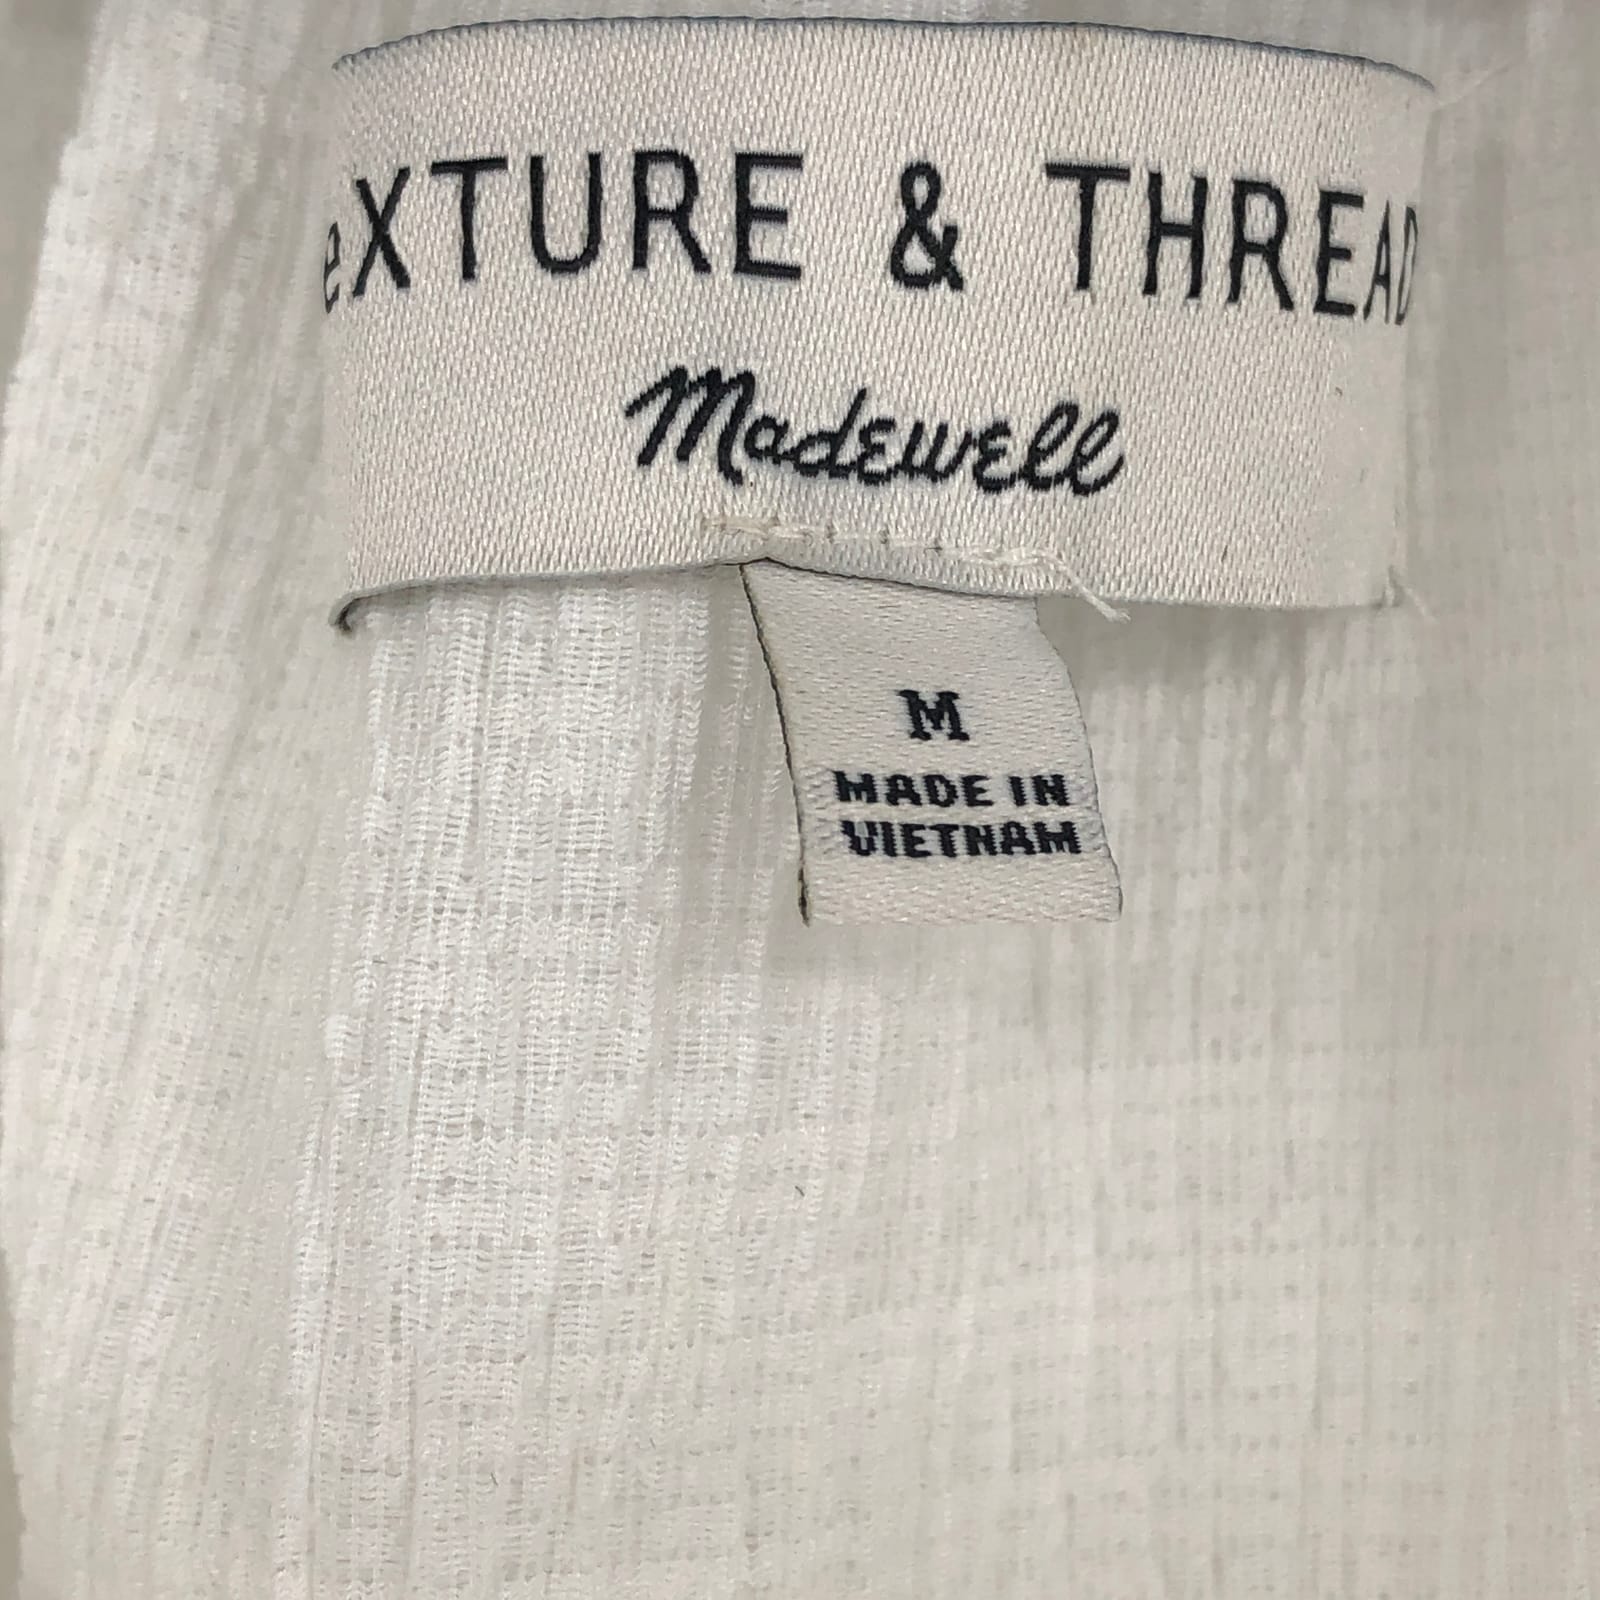 eXTURE & THREAD
Madewell
M
MADE IN
VIETNAM